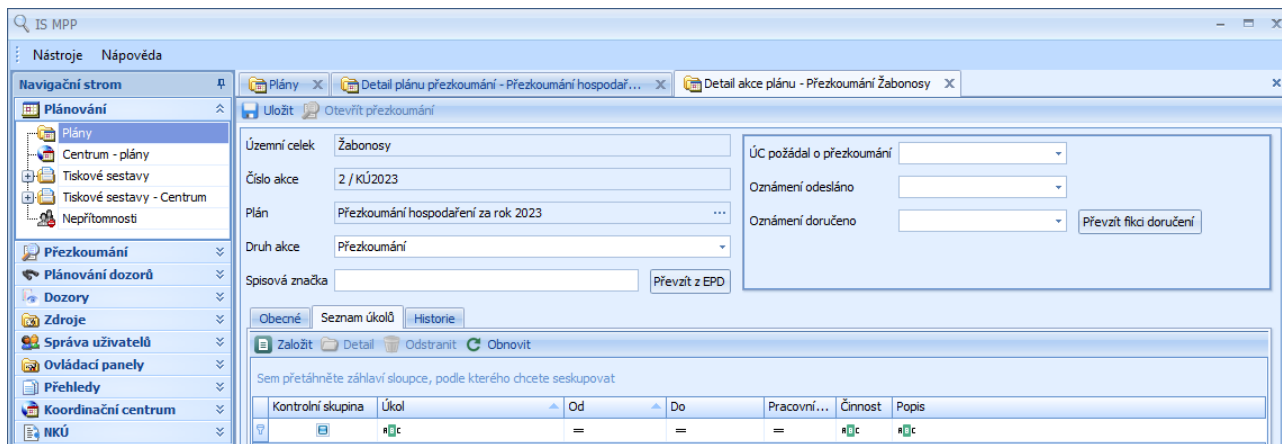 IS MPP
Nástroje Nápověda
Navigační strom
Plánování
Plány
Centrum - plány
Tiskové sestavy
Tiskové sestavy - Centrum
Nepřítomnosti
Přezkoumání
Plánování dozorů
Dozory
Zdroje
Správa uživatelů
Ovládací panely
Přehledy
Koordinační centrum
NKÚ
Plány Detail plánu přezkoumání - Přezkoumání hospodař... Detail akce plánu - Přezkoumání Žabonosy
Uložit Otevřít přezkoumání
Územní celek Žabonosy
Číslo akce 2 / KÚ2023
Plán Přezkoumání hospodaření za rok 2023 ...
Druh akce Přezkoumání
Spisová značka Převzít z EPD
ÚC požádal o přezkoumání
Oznámení odesláno
Oznámení doručeno Převzít fikci doručení
Obecné Seznam úkolů Historie
Založit Detail Odstranit Obnovit
Sem přetáhněte záhlaví sloupce, podle kterého chcete seskupovat
Kontrolní skupina Úkol Od Do Pracovní... Činnost Popis
= ABC = = = ABC ABC